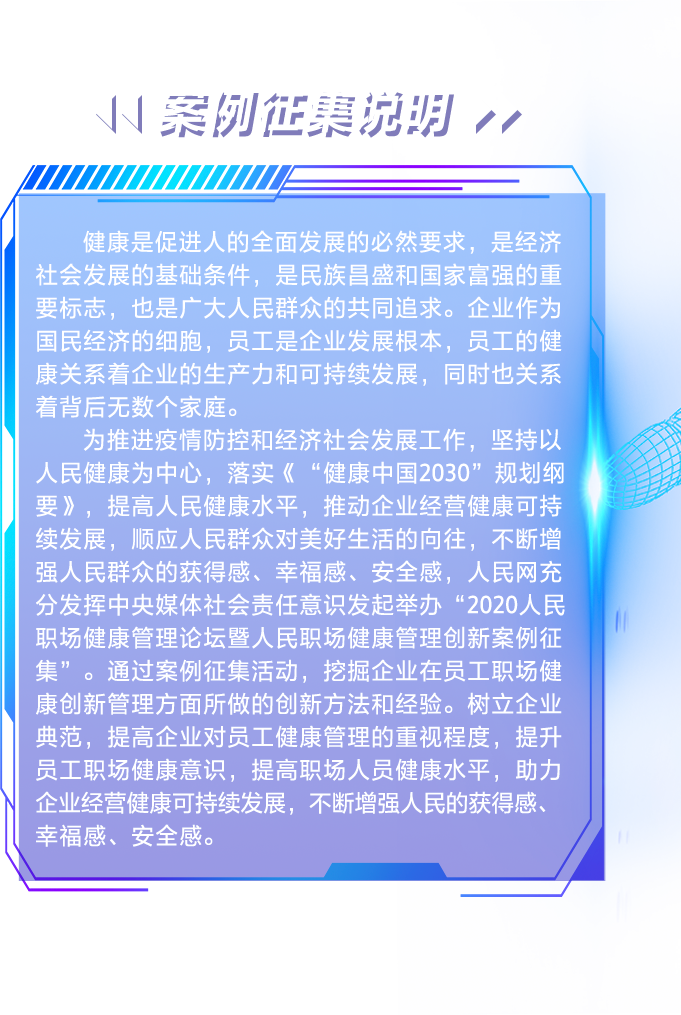 案例征集说明
健康是促进人的全面发展的必然要求，是经济
社会发展的基础条件，是民族昌盛和国家富强的重
要标志，也是广大人民群众的共同追求。企业作为
国民经济的细胞，员工是企业发展根本，员工的健
康关系着企业的生产力和可持续发展，同时也关系
着背后无数个家庭。
为推进疫情防控和经济社会发展工作，坚持以
人民健康为中心，落实《“健康中国2030”规划纲
要》，提高人民健康水平，推动企业经营健康可持
续发展，顺应人民群众对美好生活的向往，不断增
强人民群众的获得感、幸福感、安全感，人民网充
分发挥中央媒体社会责任意识发起举办“2020人民
职场健康管理论坛暨人民职场健康管理创新案例征
集”。通过案例征集活动，挖掘企业在员工职场健
康创新管理方面所做的创新方法和经验。树立企业
典范，提高企业对员工健康管理的重视程度，提升
员工职场健康意识，提高职场人员健康水平，助力
企业经营健康可持续发展，不断增强人民的获得感、
幸福感、安全感。